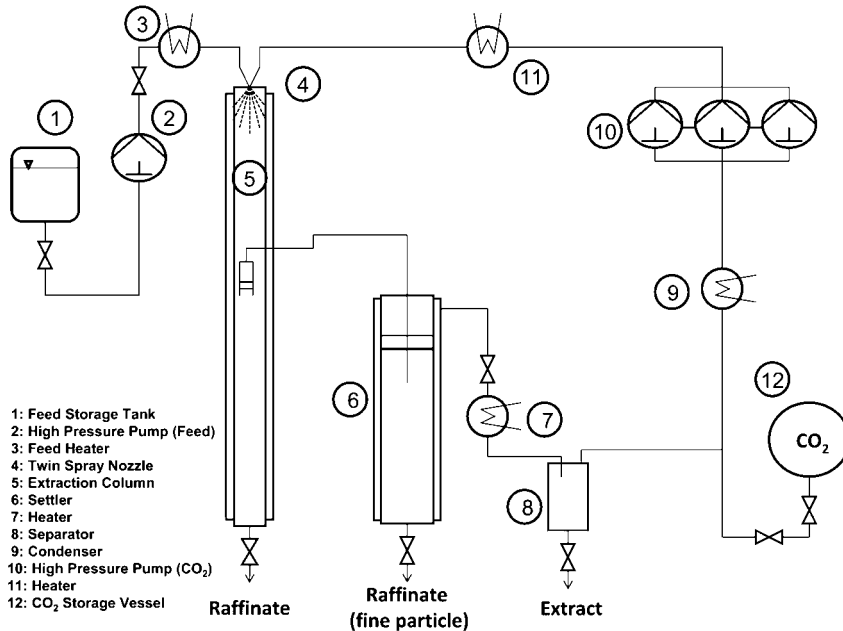 3
4
11
1
2
10
5
9
6
12
CO₂
7
8
1: Feed Storage Tank
2: High Pressure Pump (Feed)
3: Feed Heater
4: Twin Spray Nozzle
5: Extraction Column
6: Settler
7: Heater
8: Separator
9: Condenser
10: High Pressure Pump (CO₂)
11: Heater
12: CO₂ Storage Vessel
Raffinate
Raffinate
(fine particle)
Extract